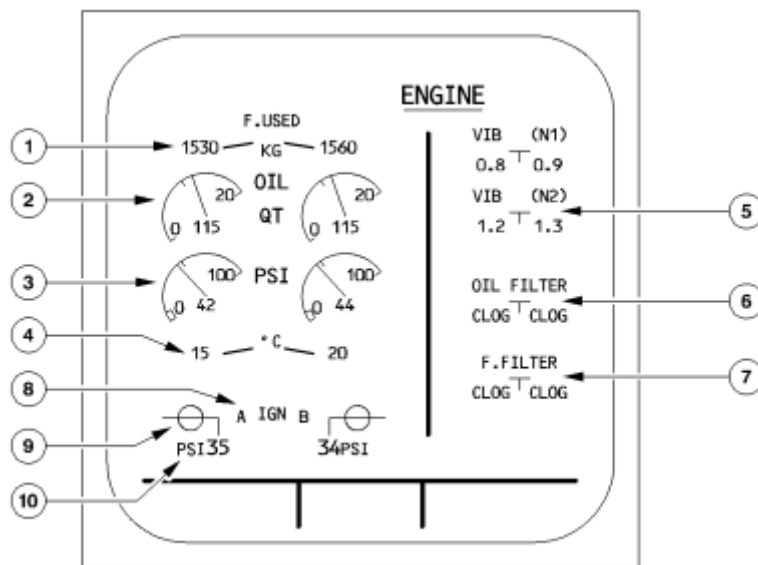 ENGINE
F.USED
1530 KG 1560
VIB (N1)
0.8 0.9
OIL
QT
0 20 115
0 20 115
VIB (N2)
1.2 1.3
PSI
0 100 42
0 100 44
OIL FILTER
CLOG CLOG
15 °C 20
F.FILTER
CLOG CLOG
A IGN B
PSI 35 34 PSI
1
2
3
4
8
9
10
5
6
7